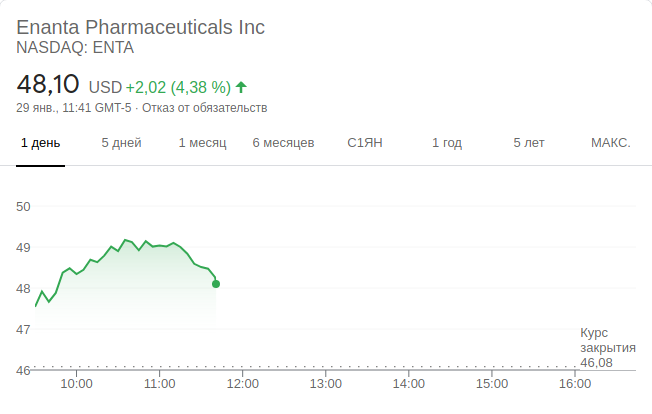 Enanta Pharmaceuticals Inc
NASDAQ: ENTA
48,10 USD +2,02 (4,38 %)
29 янв., 11:41 GMT-5 · Отказ от обязательств
1 день 5 дней 1 месяц 6 месяцев С1ЯН 1 год 5 лет МАКС.
50
49
48
47
46
Курс
закрытия
46,08
10:00 11:00 12:00 13:00 14:00 15:00 16:00